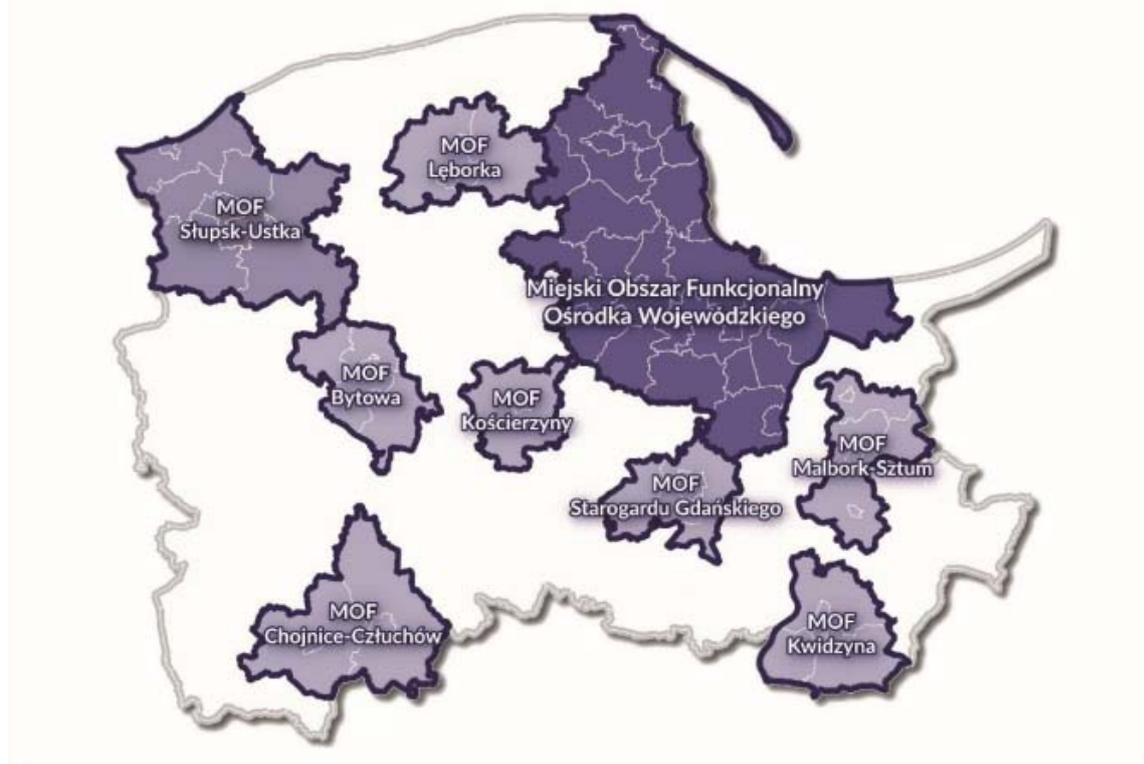 MOF
Lęborka
MOF
Słupsk-Ustka
Miejski Obszar Funkcjonalny
Ośrodka Wojewódzkiego
MOF
Bytowa
MOF
Kościerzyny
MOF
Malbork-Sztum
MOF
Starogardu Gdańskiego
MOF
Chojnice-Człuchów
MOF
Kwidzyna